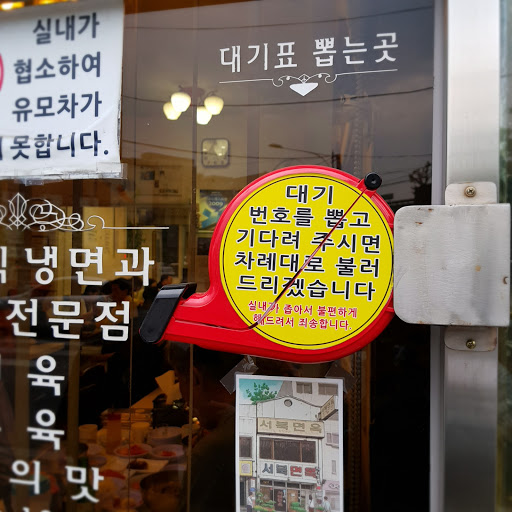 실내가
협소하여
유모차가
못합니다.
대기표 뽑는곳
대기
번호를 뽑고
기다려 주시면
차례대로 불러
드리겠습니다
실내가 좁아서 불편하게
해드려서 죄송합니다.
냉면과
전문점
육
육
의 맛
서북면옥
서북면옥